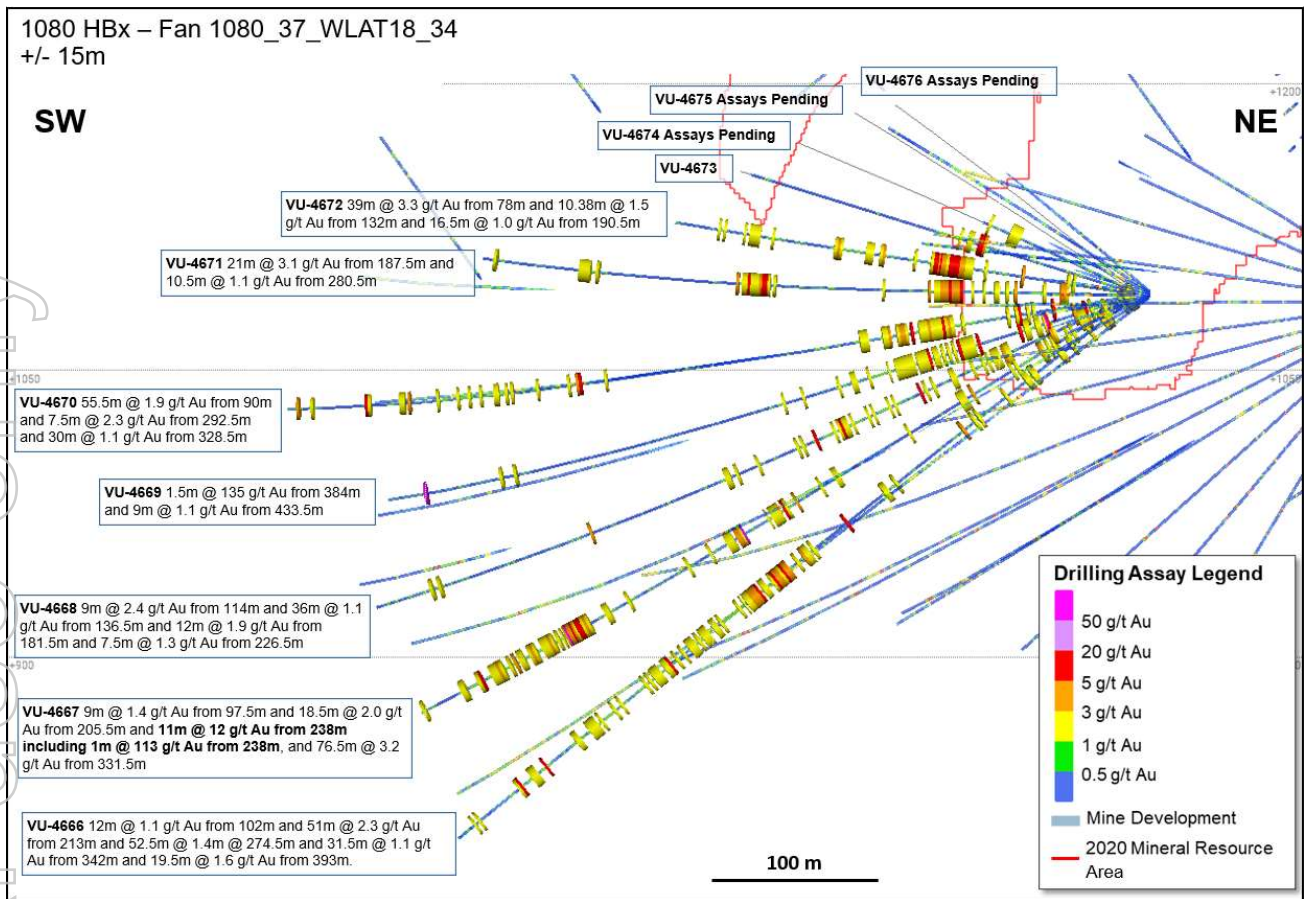 1080 HBx – Fan 1080_37_WLAT18_34
+/- 15m
SW
NE
VU-4676 Assays Pending
VU-4675 Assays Pending
VU-4674 Assays Pending
VU-4673
+1200
VU-4672 39m @ 3.3 g/t Au from 78m and 10.38m @ 1.5
g/t Au from 132m and 16.5m @ 1.0 g/t Au from 190.5m
VU-4671 21m @ 3.1 g/t Au from 187.5m and
10.5m @ 1.1 g/t Au from 280.5m
+1050
+1050
VU-4670 55.5m @ 1.9 g/t Au from 90m
and 7.5m @ 2.3 g/t Au from 292.5m
and 30m @ 1.1 g/t Au from 328.5m
VU-4669 1.5m @ 135 g/t Au from 384m
and 9m @ 1.1 g/t Au from 433.5m
VU-4668 9m @ 2.4 g/t Au from 114m and 36m @ 1.1
g/t Au from 136.5m and 12m @ 1.9 g/t Au from
181.5m and 7.5m @ 1.3 g/t Au from 226.5m
+900
VU-4667 9m @ 1.4 g/t Au from 97.5m and 18.5m @ 2.0 g/t
Au from 205.5m and 11m @ 12 g/t Au from 238m
including 1m @ 113 g/t Au from 238m, and 76.5m @ 3.2
g/t Au from 331.5m
VU-4666 12m @ 1.1 g/t Au from 102m and 51m @ 2.3 g/t Au
from 213m and 52.5m @ 1.4m @ 274.5m and 31.5m @ 1.1 g/t
Au from 342m and 19.5m @ 1.6 g/t Au from 393m.
100 m
Drilling Assay Legend
50 g/t Au
20 g/t Au
5 g/t Au
3 g/t Au
1 g/t Au
0.5 g/t Au
Mine Development
2020 Mineral Resource
Area